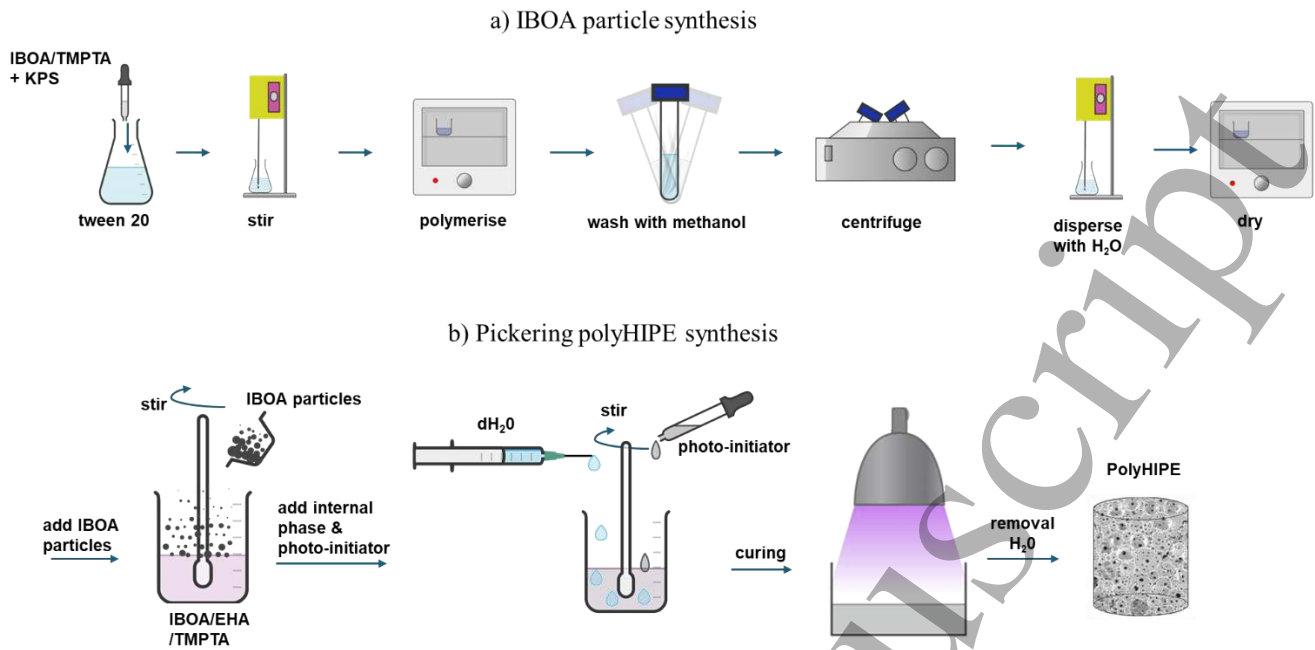 a) IBOA particle synthesis
IBOA/TMPTA
+ KPS
tween 20
stir
polymerise
wash with methanol
centrifuge
disperse
with H₂O
dry
b) Pickering polyHIPE synthesis
add IBOA
particles
stir
IBOA particles
IBOA/EHA
/TMPTA
add internal
phase &
photo-initiator
dH₂0
stir
photo-initiator
curing
removal
H₂0
PolyHIPE
uscript